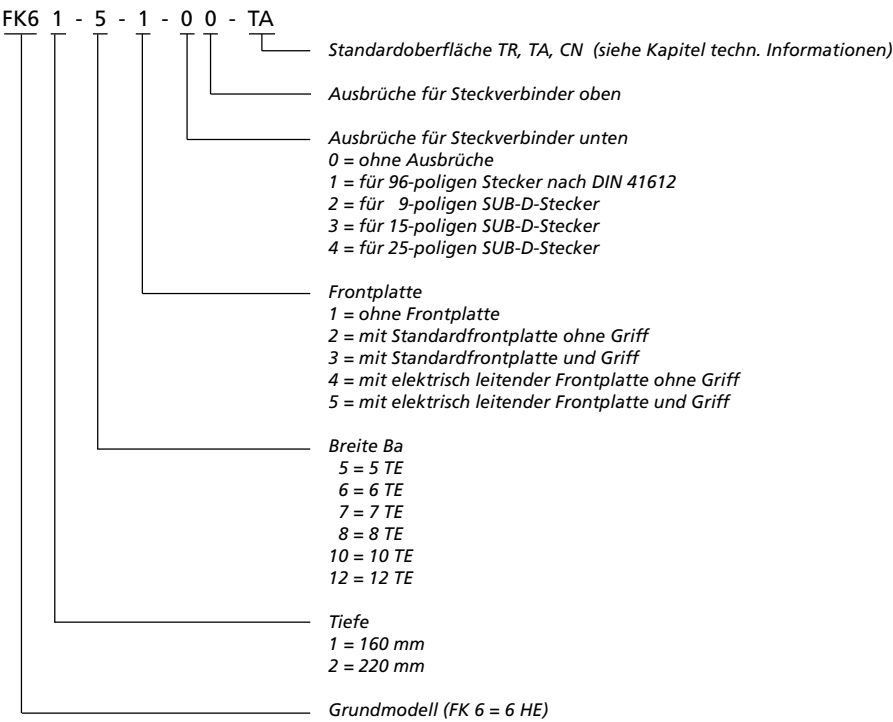 FK6 1 - 5 - 1 - 0 0 - TA
Standardoberfläche TR, TA, CN (siehe Kapitel techn. Informationen)
Ausbrüche für Steckverbinder oben
Ausbrüche für Steckverbinder unten
0 = ohne Ausbrüche
1 = für 96-poligen Stecker nach DIN 41612
2 = für 9-poligen SUB-D-Stecker
3 = für 15-poligen SUB-D-Stecker
4 = für 25-poligen SUB-D-Stecker
Frontplatte
1 = ohne Frontplatte
2 = mit Standardfrontplatte ohne Griff
3 = mit Standardfrontplatte und Griff
4 = mit elektrisch leitender Frontplatte ohne Griff
5 = mit elektrisch leitender Frontplatte und Griff
Breite Ba
5 = 5 TE
6 = 6 TE
7 = 7 TE
8 = 8 TE
10 = 10 TE
12 = 12 TE
Tiefe
1 = 160 mm
2 = 220 mm
Grundmodell (FK 6 = 6 HE)